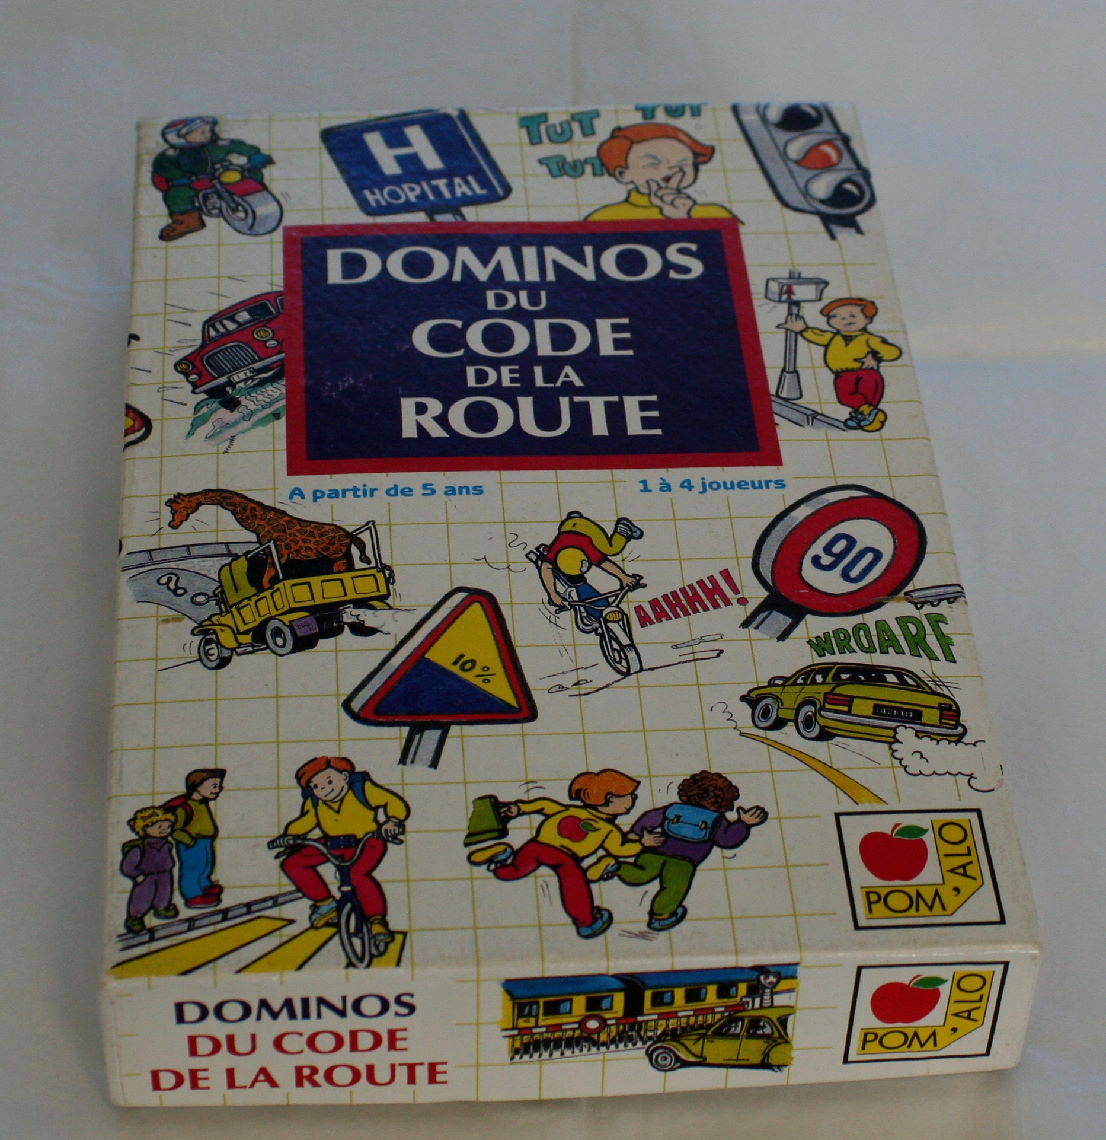 H
HOPITAL
TUT
TUT
TUT
DOMINOS
DU
CODE
DE LA
ROUTE
A partir de 5 ans
1 à 4 joueurs
90
AAHHH!
10%
WROARF
POM'ALO
DOMINOS
DU CODE
DE LA ROUTE
POM'ALO